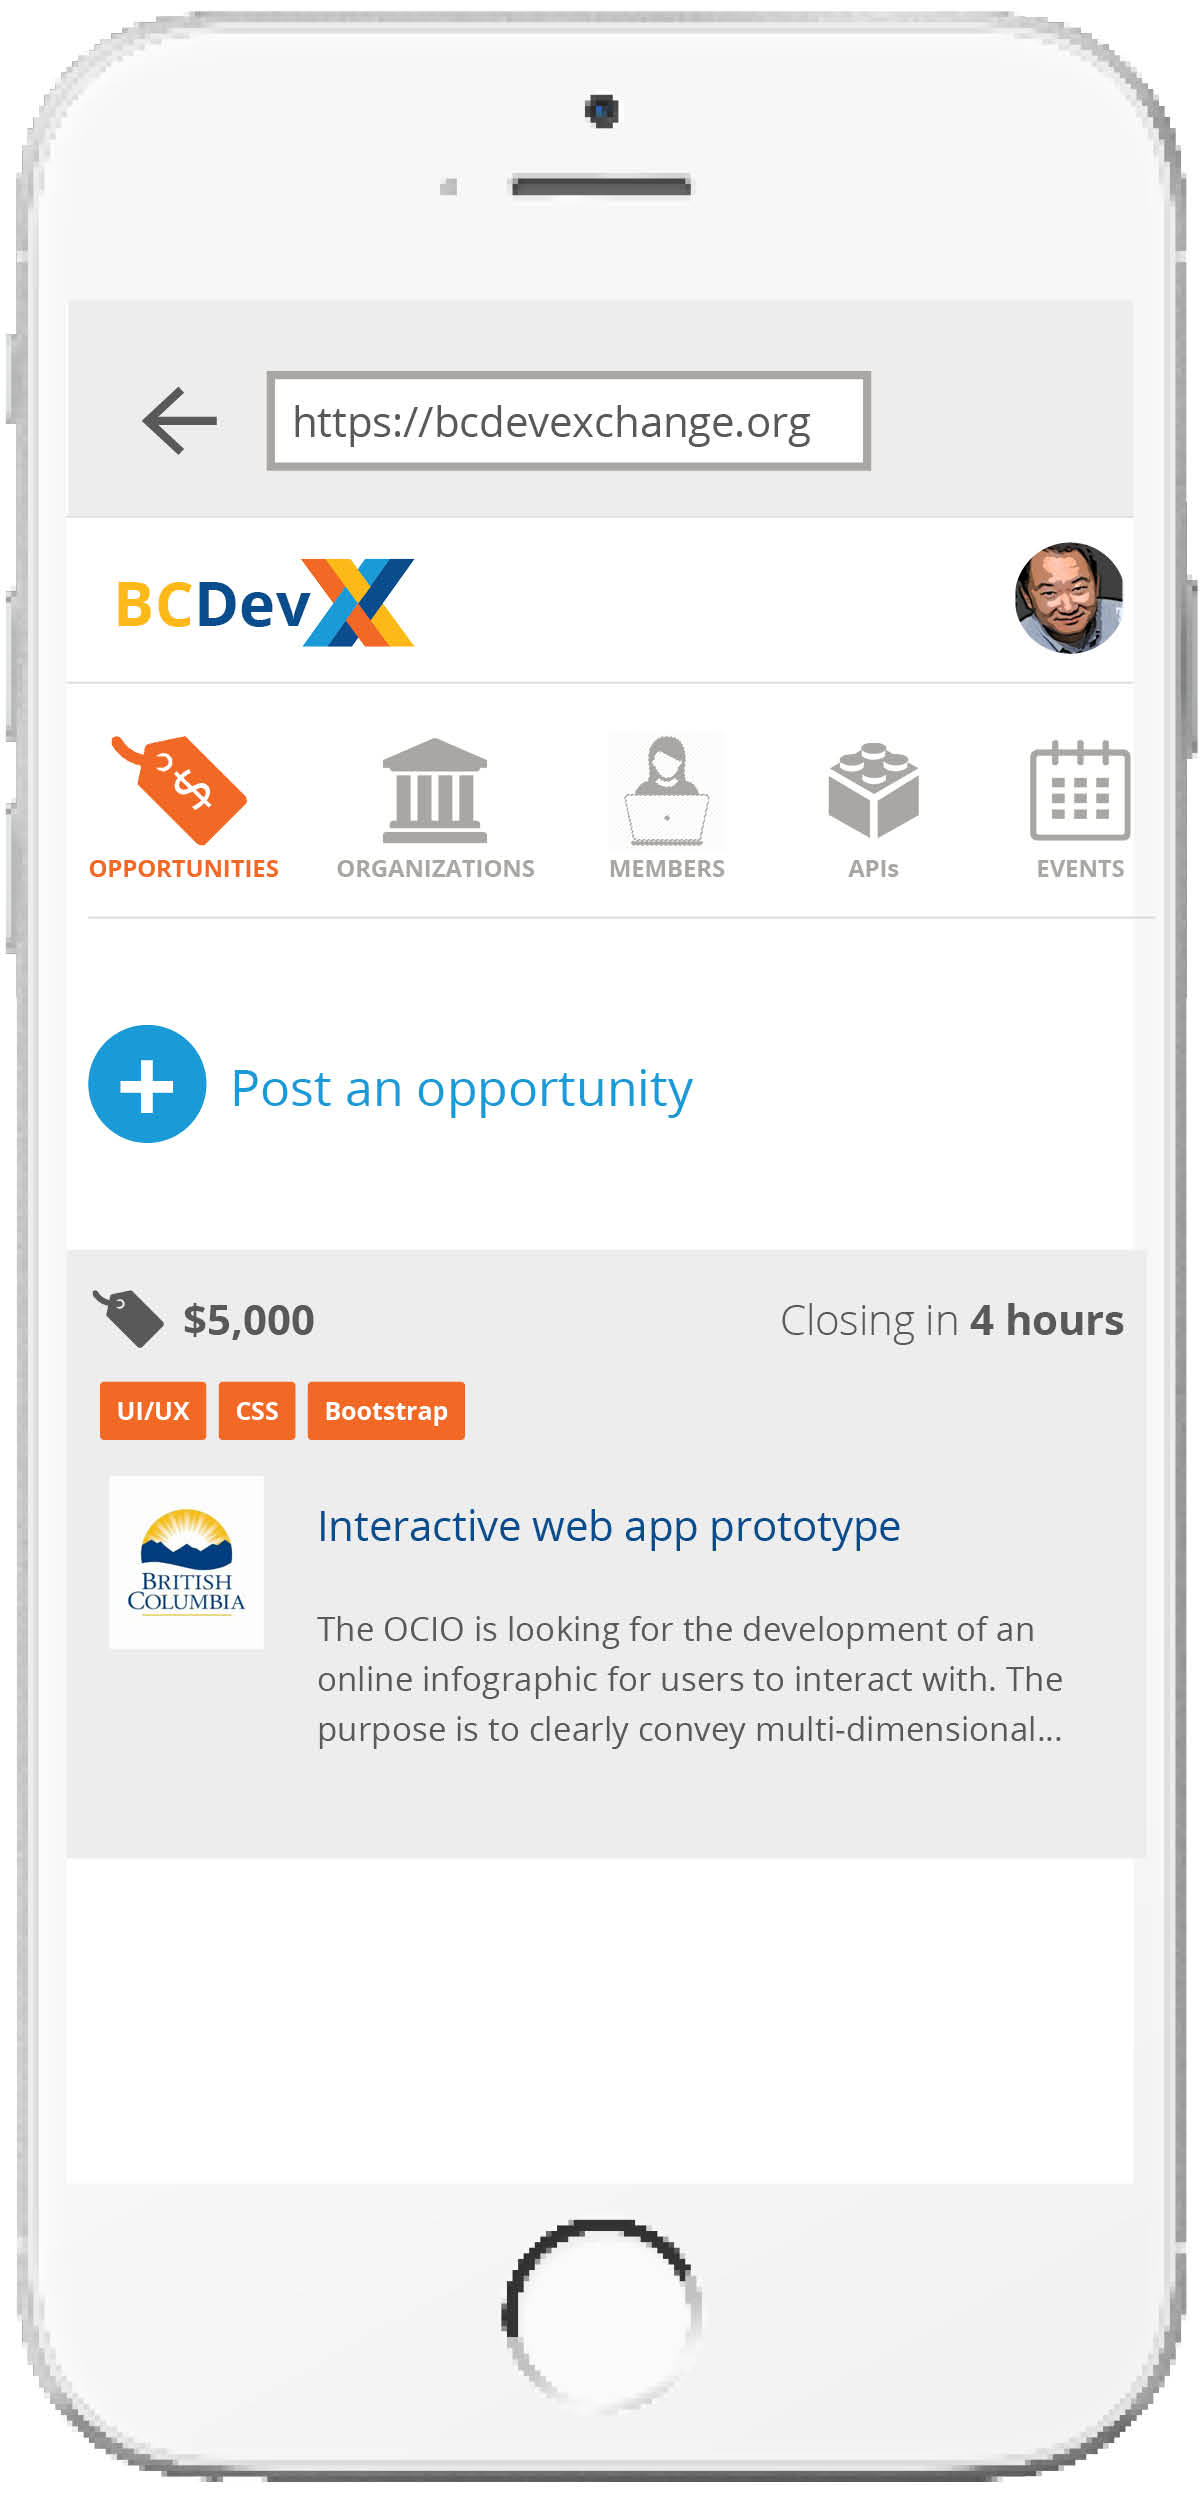 https://bcdevexchange.org
BCDevX
OPPORTUNITIES ORGANIZATIONS MEMBERS APIs EVENTS
Post an opportunity
$5,000 Closing in 4 hours
UI/UX CSS Bootstrap
BRITISH
COLUMBIA
Interactive web app prototype
The OCIO is looking for the development of an
online infographic for users to interact with. The
purpose is to clearly convey multi-dimensional...